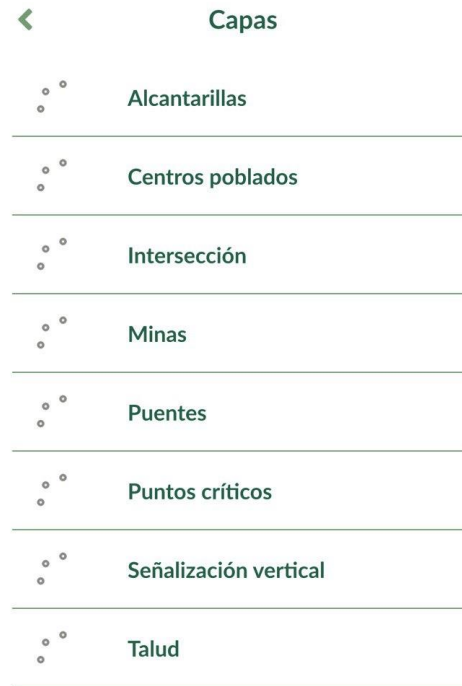 Capas
Alcantarillas
Centros poblados
Intersección
Minas
Puentes
Puntos críticos
Señalización vertical
Talud